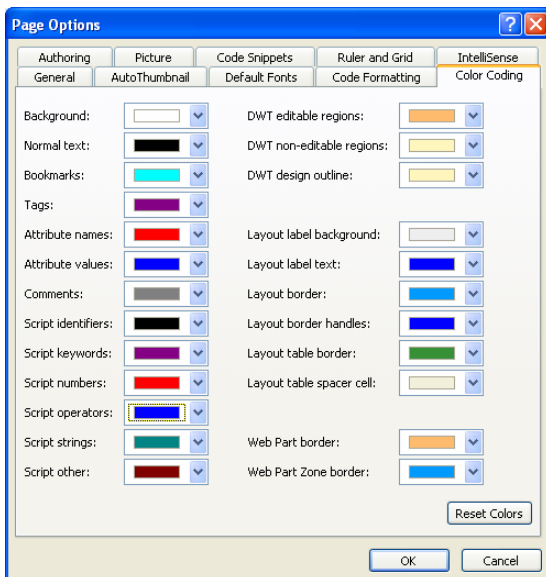 Page Options
Authoring Picture Code Snippets Ruler and Grid IntelliSense
General AutoThumbnail Default Fonts Code Formatting Color Coding
Background: DWT editable regions:
Normal text: DWT non-editable regions:
Bookmarks: DWT design outline:
Tags:
Attribute names: Layout label background:
Attribute values: Layout label text:
Comments: Layout border:
Script identifiers: Layout border handles:
Script keywords: Layout table border:
Script numbers: Layout table spacer cell:
Script operators:
Script strings: Web Part border:
Script other: Web Part Zone border:
Reset Colors
OK Cancel